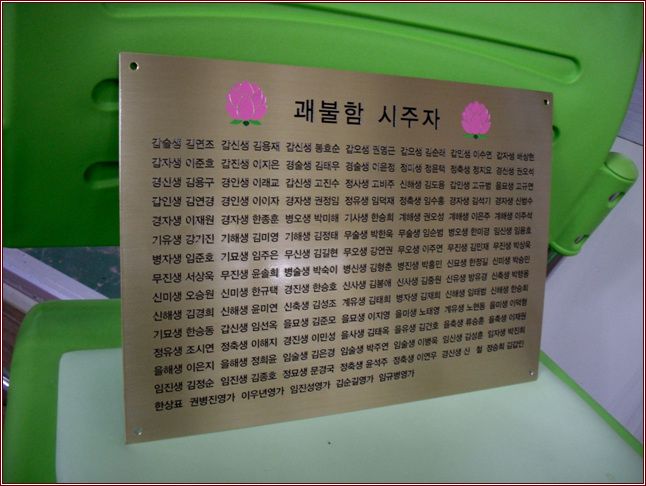 괘불함 시주자
갑술생 김면조 갑신생 김용재 갑신생 봉호순 갑오생 권영근 갑오생 김순래 갑인생 이수연 갑자생 배상현
갑자생 이준호 갑진생 이지은 경술생 김태우 경술생 이윤정 정미생 정윤택 정축생 정지오 경신생 권오석
경신생 김용구 경인생 이래교 갑신생 고진수 정사생 고비주 신해생 김도용 갑인생 고규범 을묘생 고규연
갑인생 김연경 경인생 이이자 경자생 권정임 정유생 임덕재 정축생 임수홍 경자생 김석기 경자생 신범수
경자생 이재원 경자생 한종훈 병오생 박미해 기사생 한승희 계해생 권오성 계해생 이은주 계해생 이주석
기유생 강기진 기해생 김미영 기해생 김정태 무술생 박한욱 무술생 임순범 병오생 한미경 임신생 임용호
병자생 임준호 기묘생 임주은 무신생 김길현 무오생 강연권 무오생 이주연 무진생 김민재 무진생 박상욱
무진생 서상욱 무진생 윤솔희 병술생 박숙이 병신생 김형춘 병진생 박흥민 신묘생 한정길 신미생 박승민
신미생 오승원 신미생 한규택 경진생 한승호 신사생 김봉애 신사생 김중원 신유생 방유경 신축생 박항용
신해생 김경희 신해생 윤미연 신축생 김성조 계유생 김태희 병자생 김재희 신해생 임태범 신해생 한승희
기묘생 한승동 갑신생 임선옥 을묘생 김준모 을묘생 이지영 을미생 노태영 을유생 노현동 을미생 이락형
정유생 조시연 정축생 이해지 경진생 이민성 을사생 김태옥 을유생 김건호 을축생 류승훈 을축생 이재원
을해생 이은지 을해생 정희윤 임술생 김은경 임술생 박주연 임술생 이병욱 임신생 김상훈 임자생 박진희
임진생 김정순 임진생 김종호 정묘생 문경국 정축생 윤석주 정축생 이연우 경신생 신 철 정승희 김갑인
한상표 권병진영가 이우년영가 임진성영가 김순길영가 임규병영가